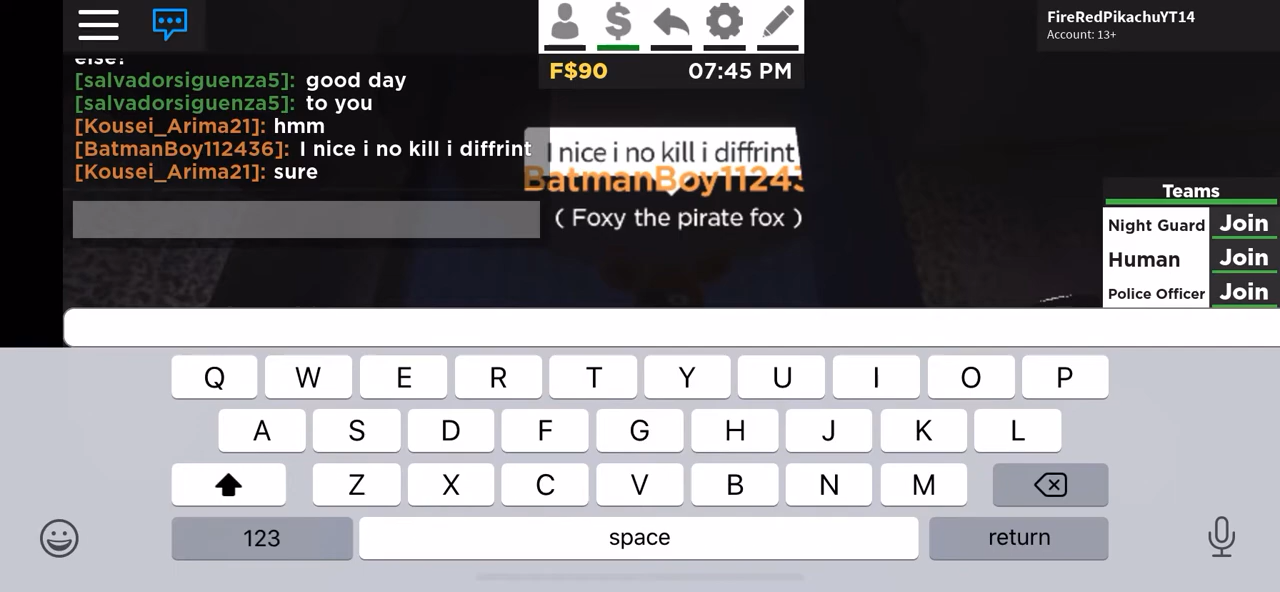 FireRedPikachuYT14
Account: 13+
F$90
07:45 PM
else?
[salvadorsiguenza5]: good day
[salvadorsiguenza5]: to you
[Kousei_Arima21]: hmm
[BatmanBoy112436]: I nice i no kill i diffrint
[Kousei_Arima21]: sure
I nice i no kill i diffrint
BatmanBoy11243
( Foxy the pirate fox )
Teams
Night Guard Join
Human Join
Police Officer Join
Q W E R T Y U I O P
A S D F G H J K L
Z X C V B N M
123 space return